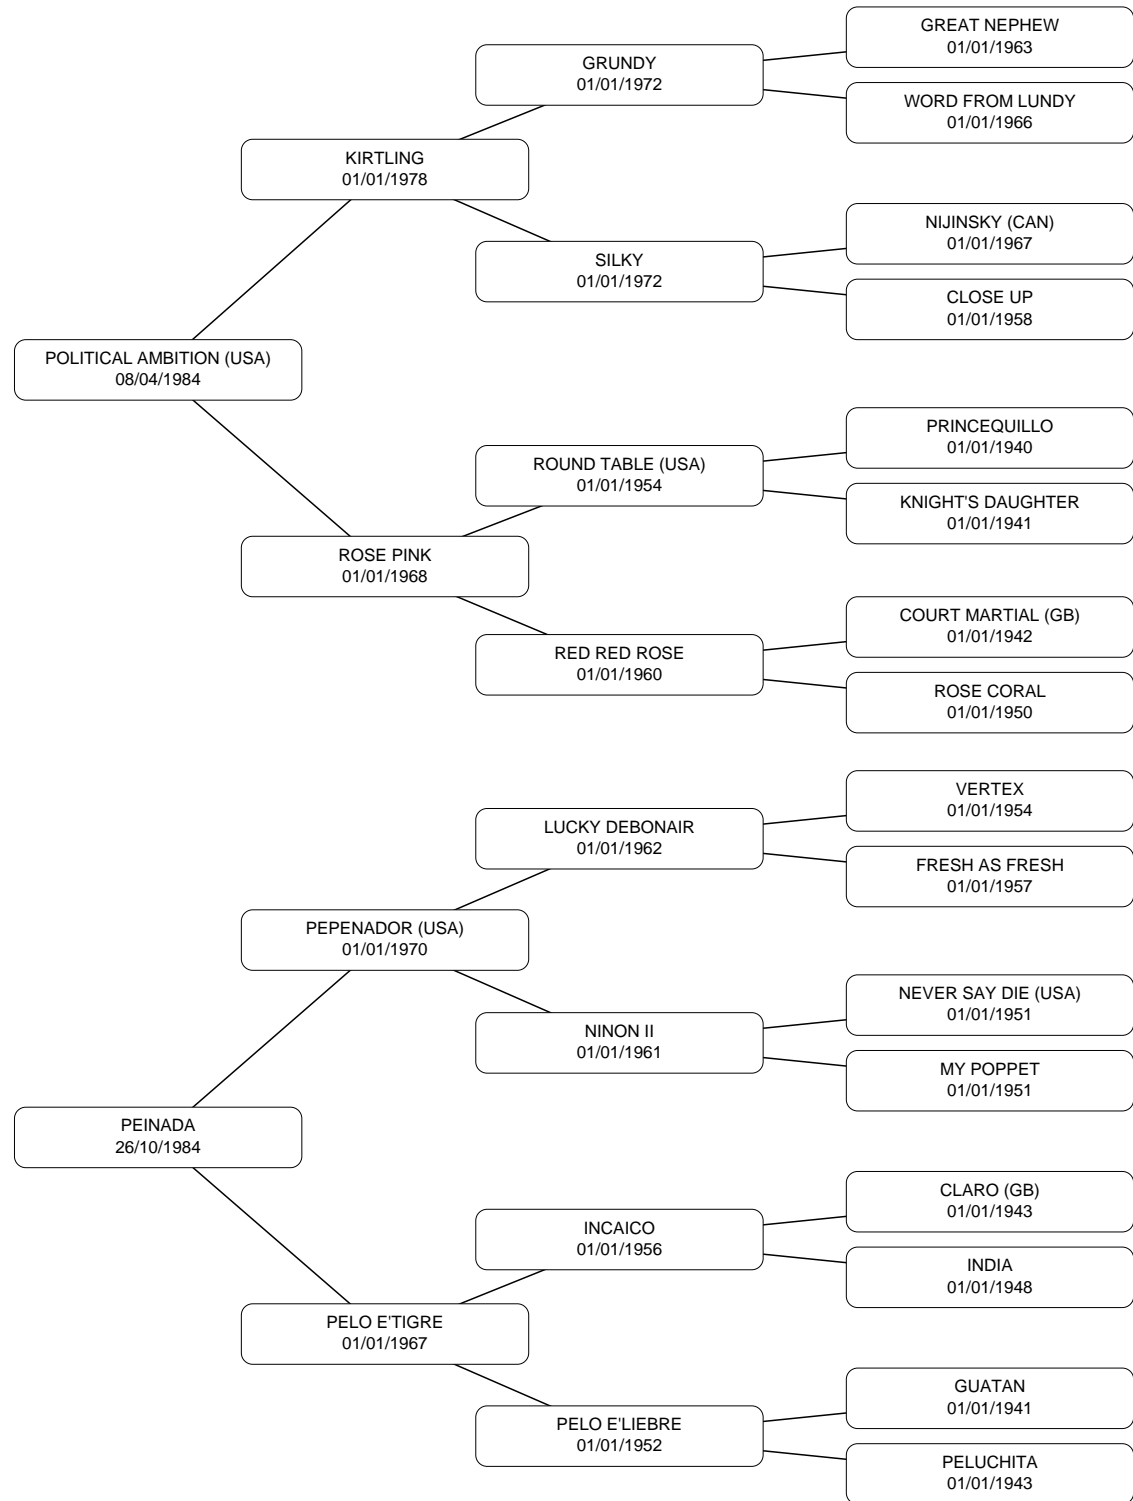 GREAT NEPHEW
01/01/1963
GRUNDY
01/01/1972
WORD FROM LUNDY
01/01/1966
KIRTLING
01/01/1978
NIJINSKY (CAN)
01/01/1967
SILKY
01/01/1972
CLOSE UP
01/01/1958
POLITICAL AMBITION (USA)
08/04/1984
PRINCEQUILLO
01/01/1940
ROUND TABLE (USA)
01/01/1954
KNIGHT'S DAUGHTER
01/01/1941
ROSE PINK
01/01/1968
COURT MARTIAL (GB)
01/01/1942
RED RED ROSE
01/01/1960
ROSE CORAL
01/01/1950
VERTEX
01/01/1954
LUCKY DEBONAIR
01/01/1962
FRESH AS FRESH
01/01/1957
PEPENADOR (USA)
01/01/1970
NEVER SAY DIE (USA)
01/01/1951
NINON II
01/01/1961
MY POPPET
01/01/1951
PEINADA
26/10/1984
CLARO (GB)
01/01/1943
INCAICO
01/01/1956
INDIA
01/01/1948
PELO E'TIGRE
01/01/1967
GUATAN
01/01/1941
PELO E'LIEBRE
01/01/1952
PELUCHITA
01/01/1943